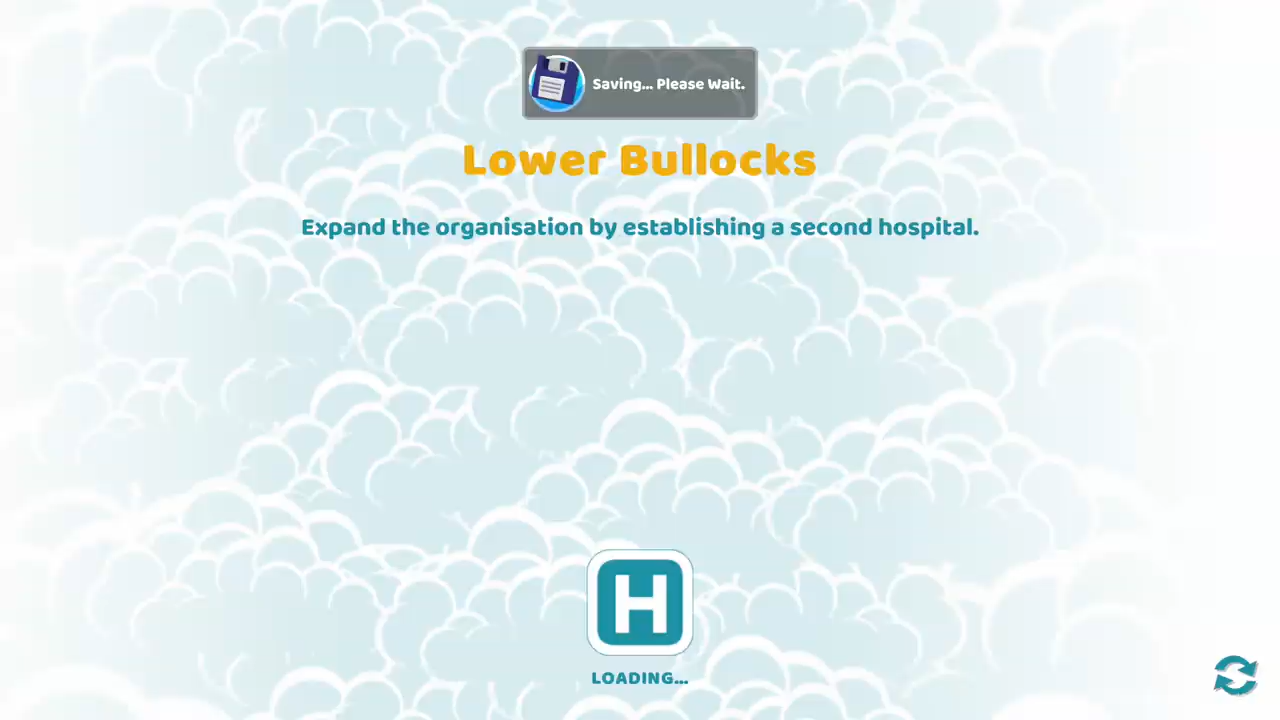 Saving... Please Wait.
Lower Bullocks
Expand the organisation by establishing a second hospital.
H
LOADING...